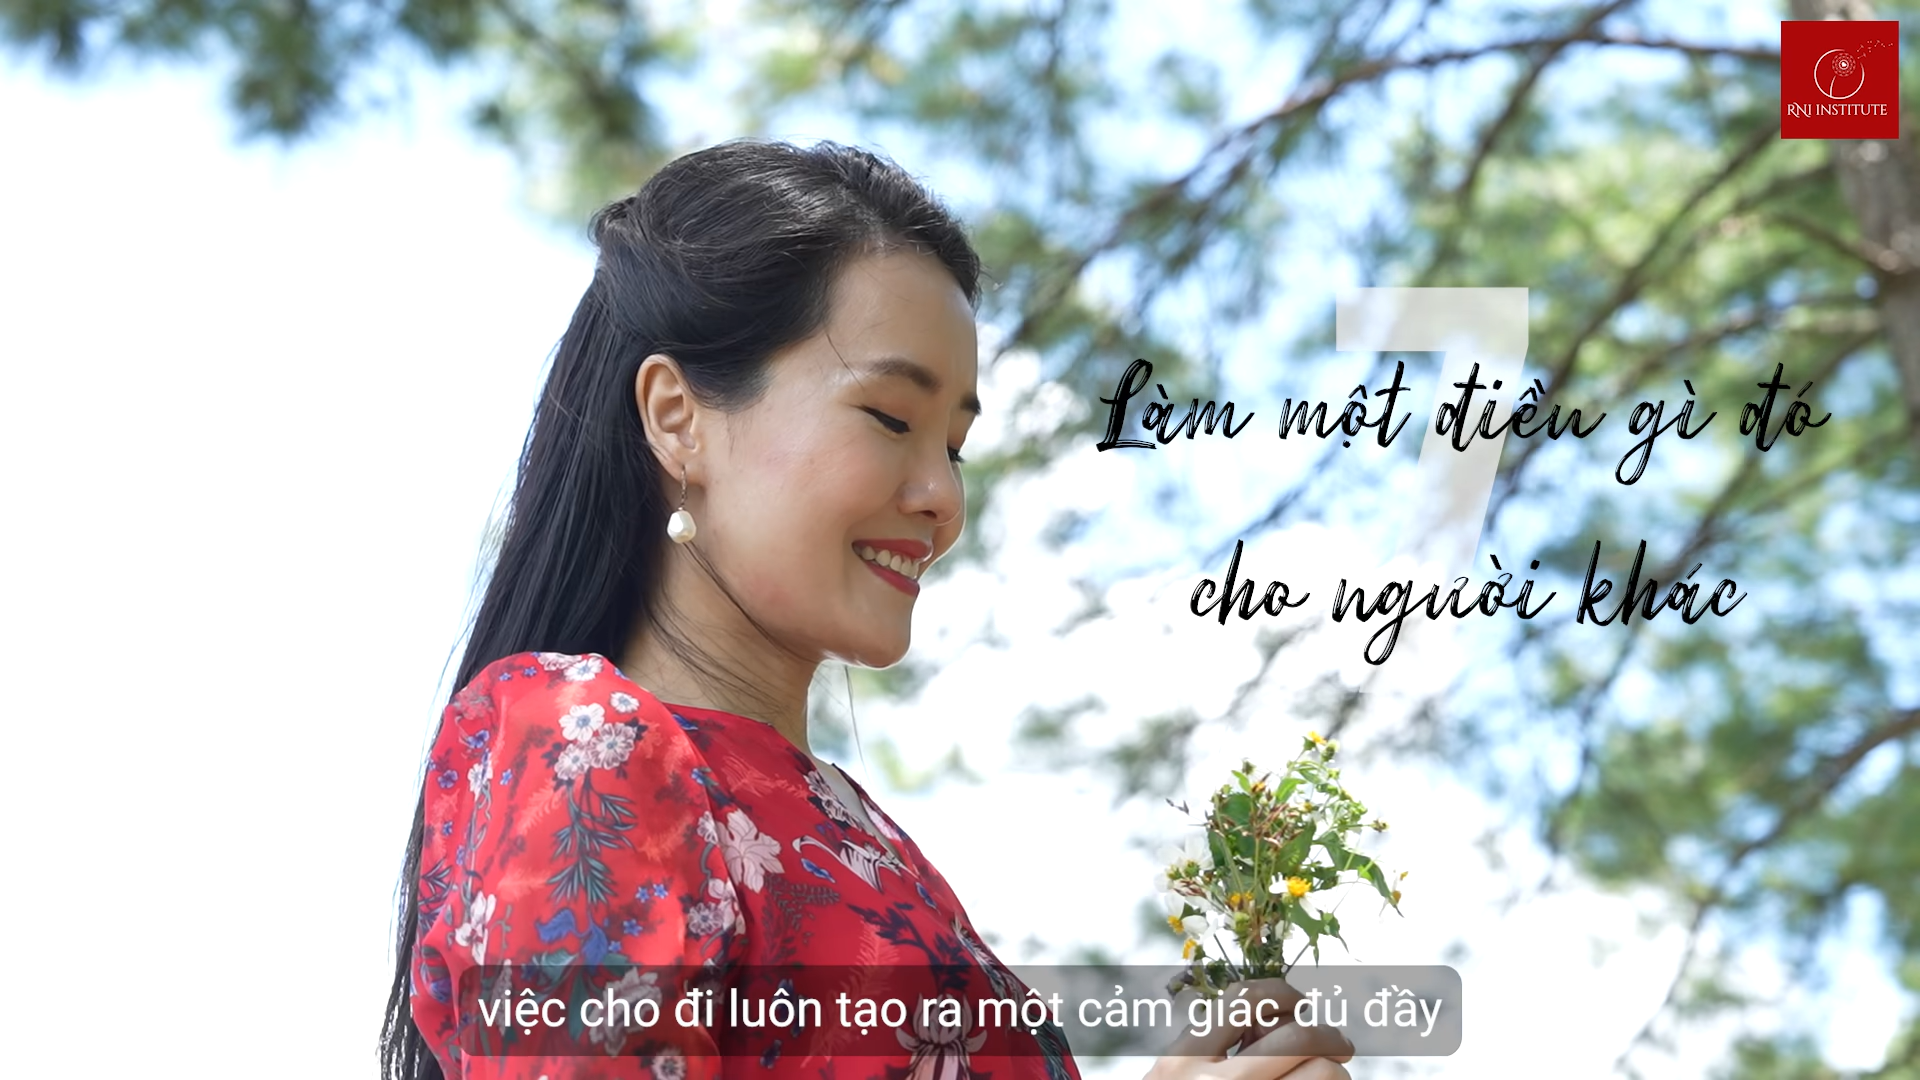 RNI INSTITUTE
7
Làm một điều gì đó
cho người khác
việc cho đi luôn tạo ra một cảm giác đủ đầy